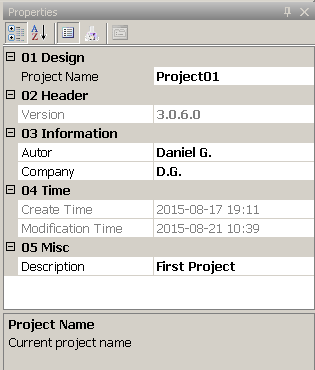 Properties
01 Design
Project Name Project01
02 Header
Version 3.0.6.0
03 Information
Autor Daniel G.
Company D.G.
04 Time
Create Time 2015-08-17 19:11
Modification Time 2015-08-21 10:39
05 Misc
Description First Project
Project Name
Current project name